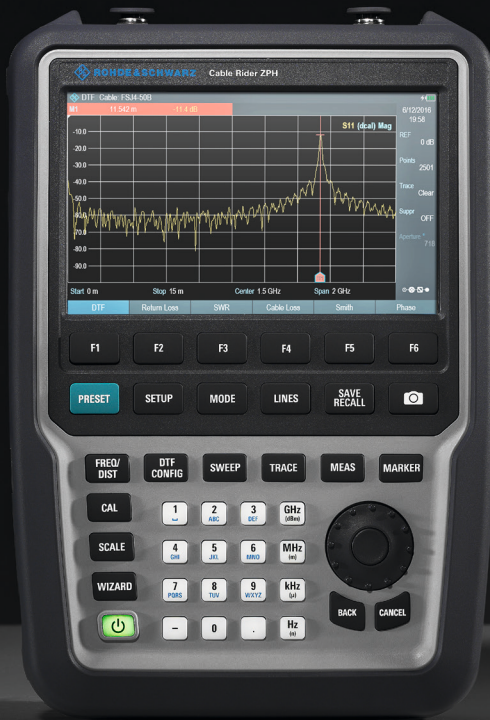 ROHDE&SCHWARZ Cable Rider ZPH
DTF Cable: FSJ4-50B
M1 11.542 m -11.4 dB
6/12/2016
19:58
S11 (dcal) Mag
REF
0 dB
Points
2501
Trace
Clear
Suppr
OFF
Aperture
718
-10.0
-20.0
-30.0
-40.0
-50.0
-60.0
-70.0
-80.0
-90.0
Start 0 m Stop 15 m Center 1.5 GHz Span 2 GHz
DTF Return Loss SWR Cable Loss Smith Phase
F1 F2 F3 F4 F5 F6
PRESET SETUP MODE LINES SAVE RECALL
FREQ/DIST DTF CONFIG SWEEP TRACE MEAS MARKER
CAL 1 2 ABC 3 DEF GHz (dBm)
SCALE 4 GHI 5 JKL 6 MNO MHz (m)
WIZARD 7 PQRS 8 TUV 9 WXYZ kHz (µ)
BACK CANCEL
– 0 . Hz (n)